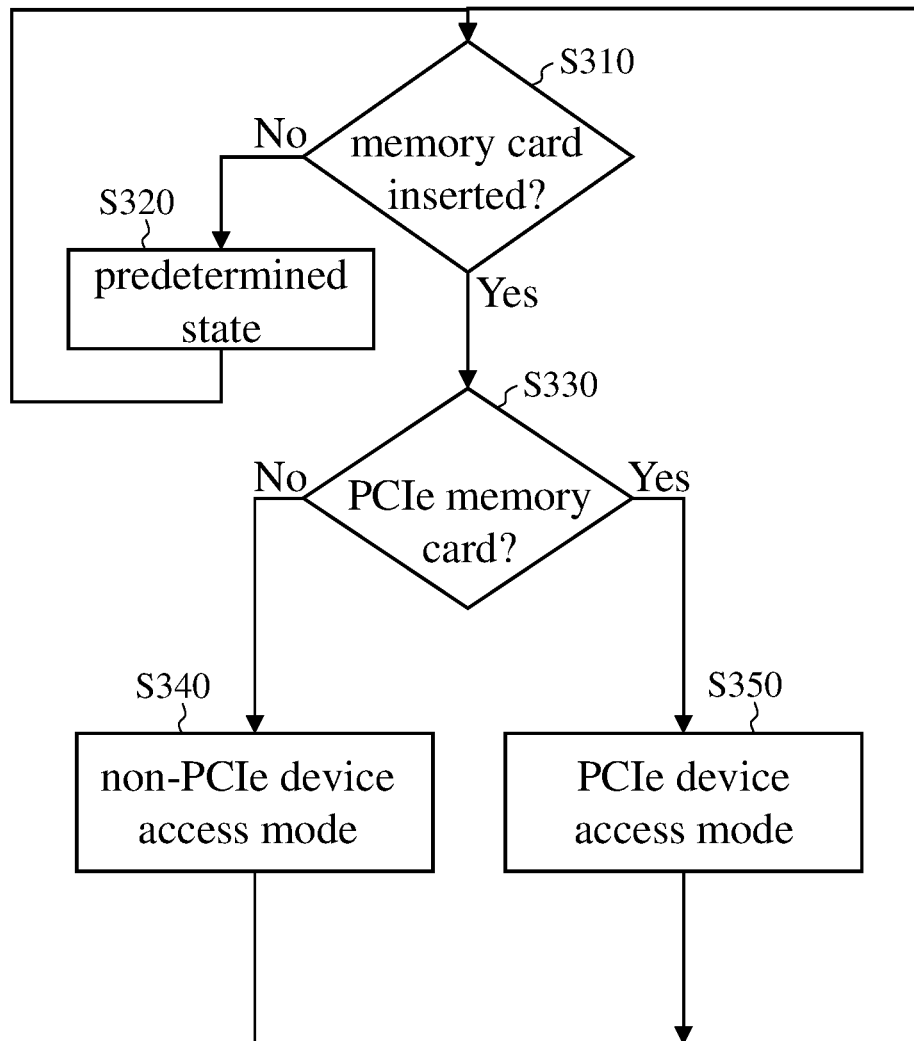 S310
No
memory card
inserted?
S320
predetermined
state
Yes
S330
No
Yes
PCIe memory
card?
S340
S350
non-PCIe device
access mode
PCIe device
access mode